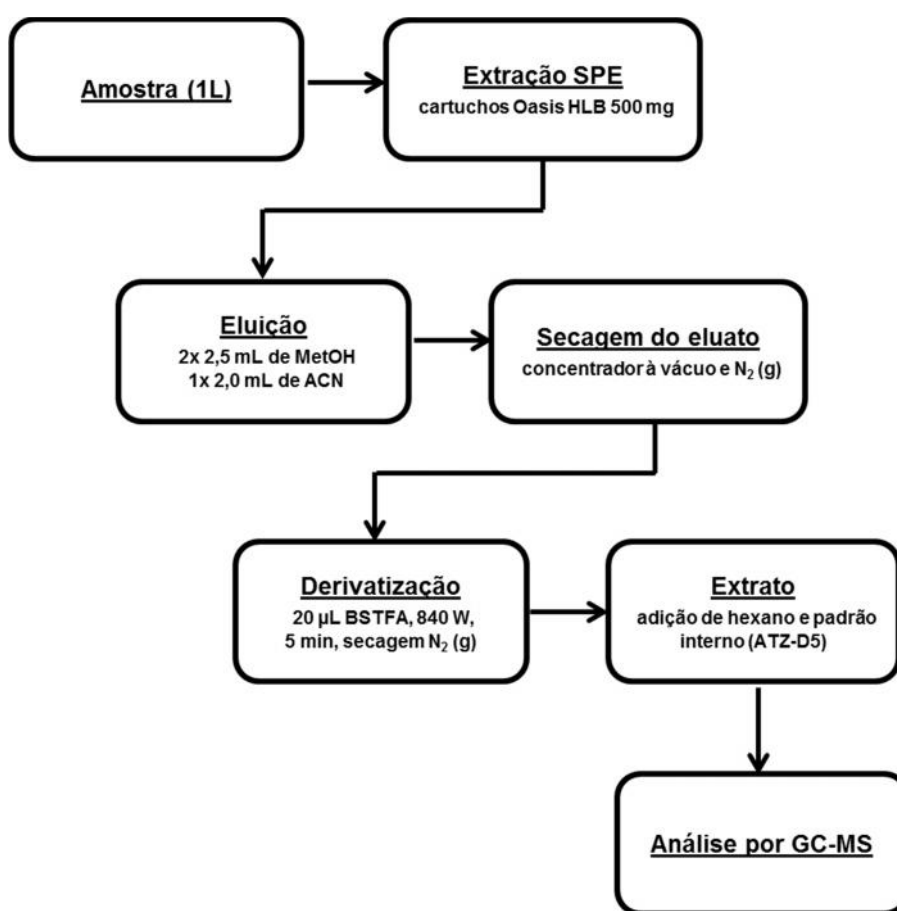 Amostra (1L)
Extração SPE
cartuchos Oasis HLB 500 mg
Eluição
2x 2,5 mL de MetOH
1x 2,0 mL de ACN
Secagem do eluato
concentrador à vácuo e N₂ (g)
Derivatização
20 µL BSTFA, 840 W,
5 min, secagem N₂ (g)
Extrato
adição de hexano e padrão
interno (ATZ-D5)
Análise por GC-MS